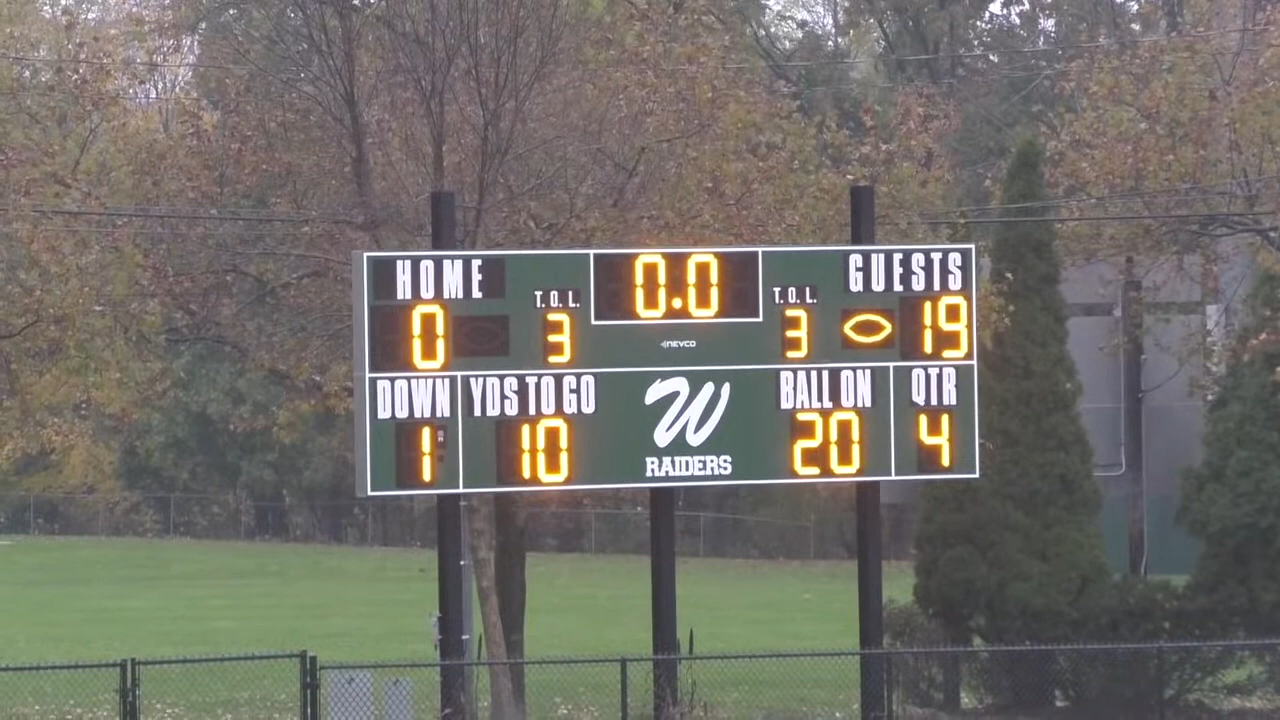 HOME 0.0 GUESTS
T.O.L. T.O.L.
0 3 3 19
NEVCO
DOWN YDS TO GO W BALL ON QTR
1 10 20 4
RAIDERS